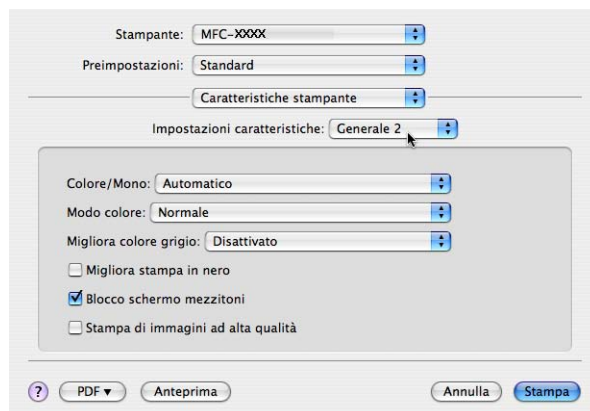 Stampante: MFC-XXXX
Preimpostazioni: Standard
Caratteristiche stampante
Impostazioni caratteristiche: Generale 2
Colore/Mono: Automatico
Modo colore: Normale
Migliora colore grigio: Disattivato
Migliora stampa in nero
Blocco schermo mezzitoni
Stampa di immagini ad alta qualità
? PDF ▼ Anteprima Annulla Stampa